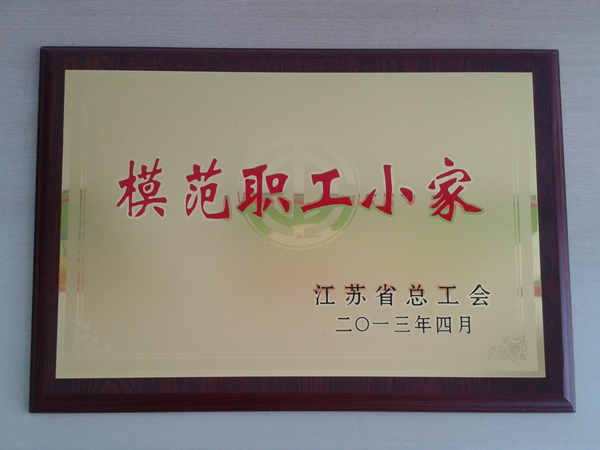 模范职工小家
江苏省总工会
二〇一三年四月